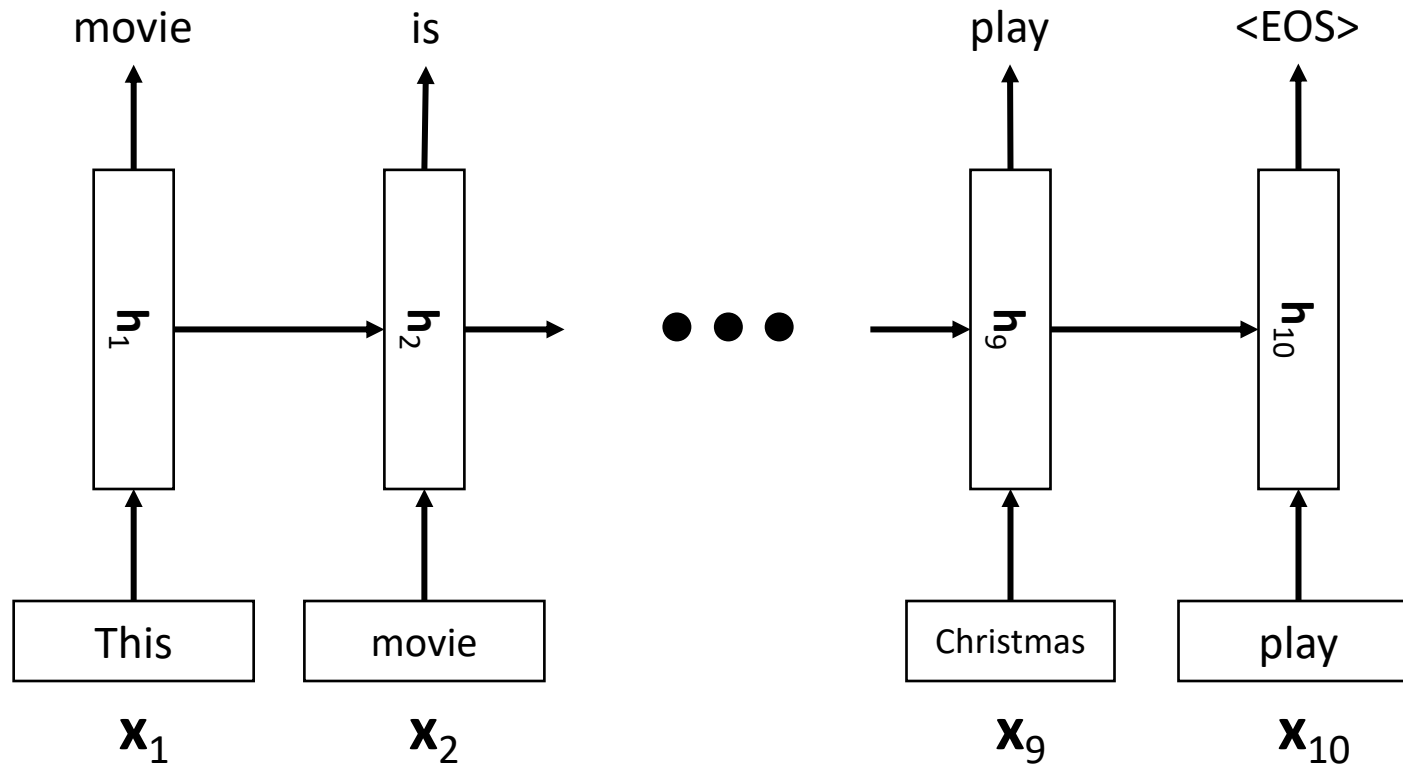 movie is play <EOS>
h1 h2 h9 h10
This movie Christmas play
x1 x2 x9 x10